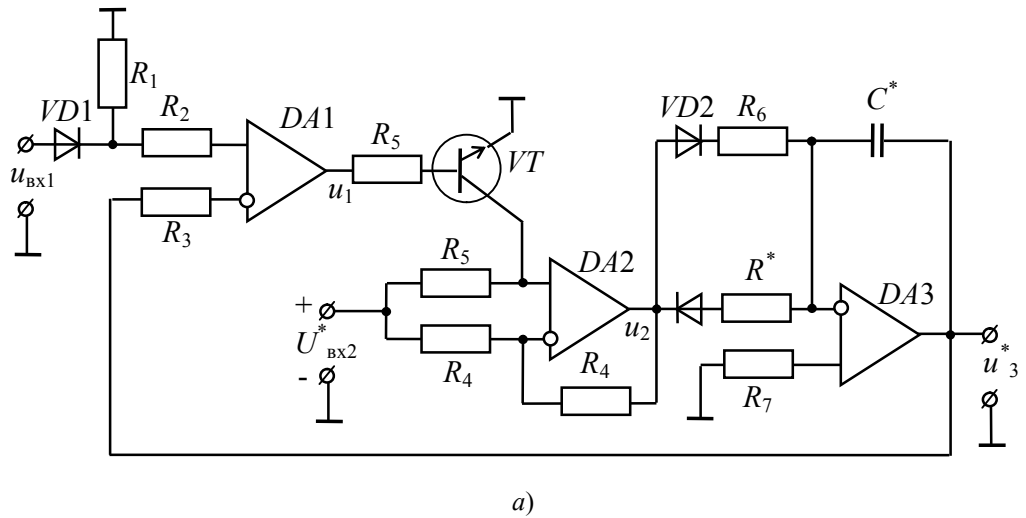 R1
VD1
R2
DA1
R5
VT
VD2
R6
C*
uвх1
u1
R3
R5
DA2
R*
DA3
+
U*вх2
-
R4
u2
R4
R7
u*3
а)